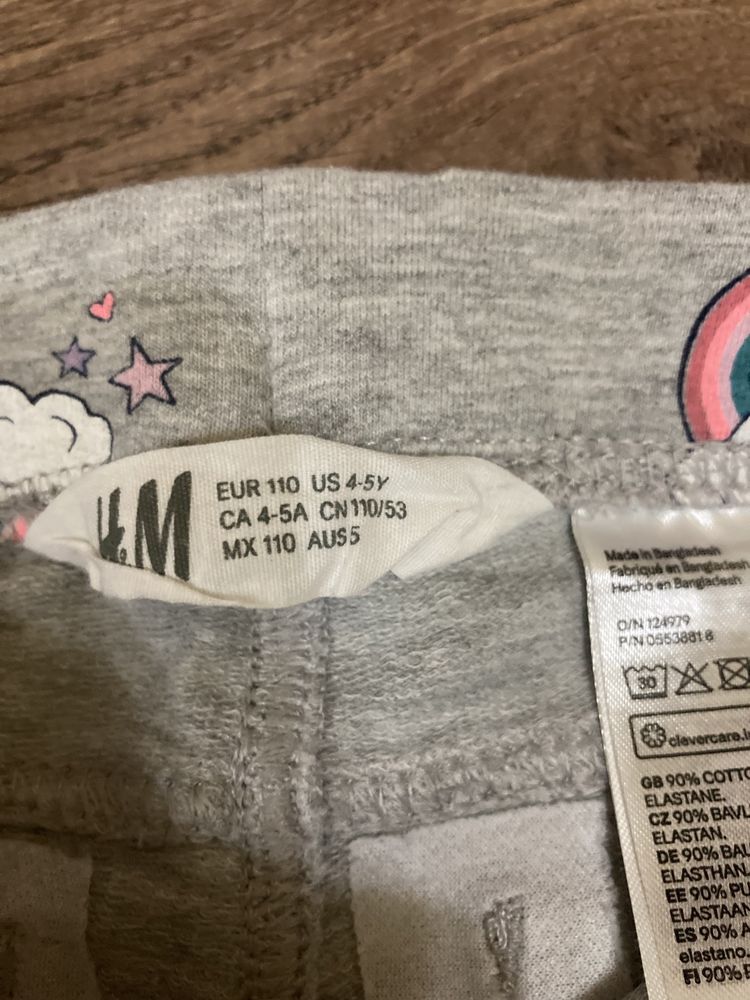 H&M
EUR 110 US 4-5Y
CA 4-5A CN 110/53
MX 110 AUS 5
Made in Bangladesh
Fabriqué en Bangladesh
Hecho en Bangladesh
O/N 124979
P/N 0553881 6
30
clevercare.i
GB 90% COTTO
ELASTANE.
CZ 90% BAVL
ELASTAN.
DE 90% BAU
ELASTHAN.
EE 90% PU
ELASTAAN
ES 90% A
elastano.
FI 90%